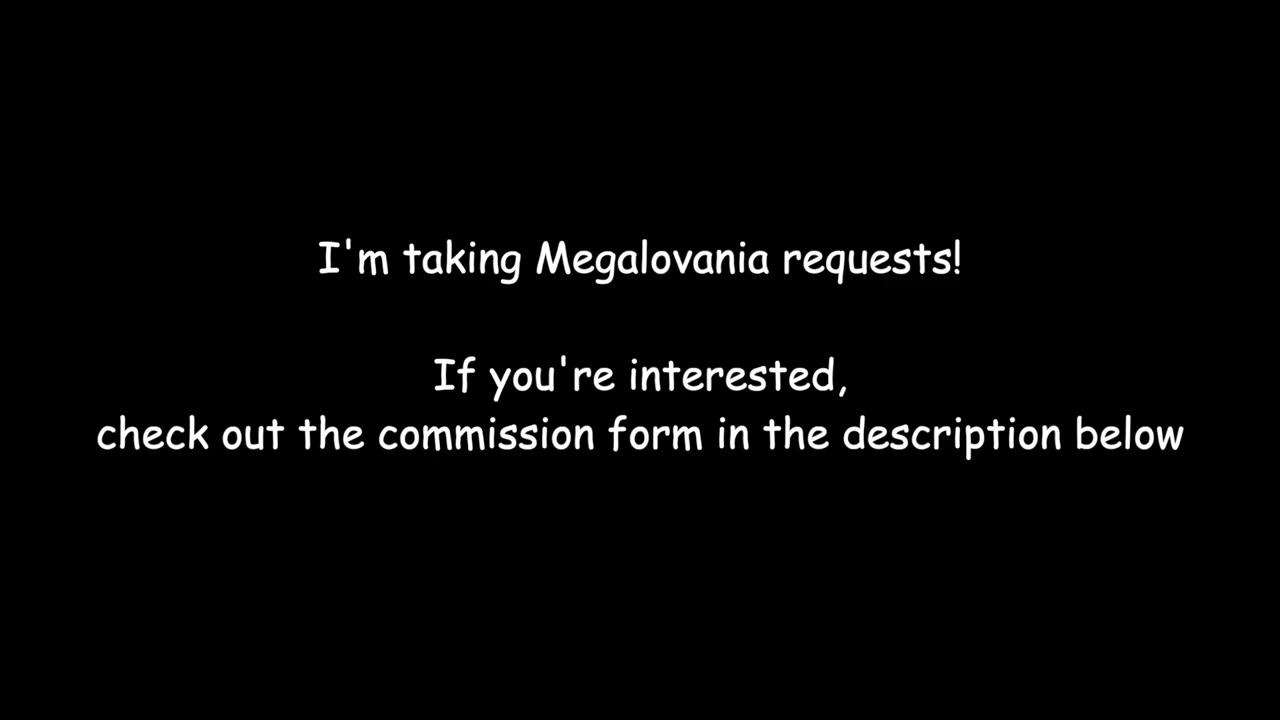 I'm taking Megalovania requests!
If you're interested,
check out the commission form in the description below